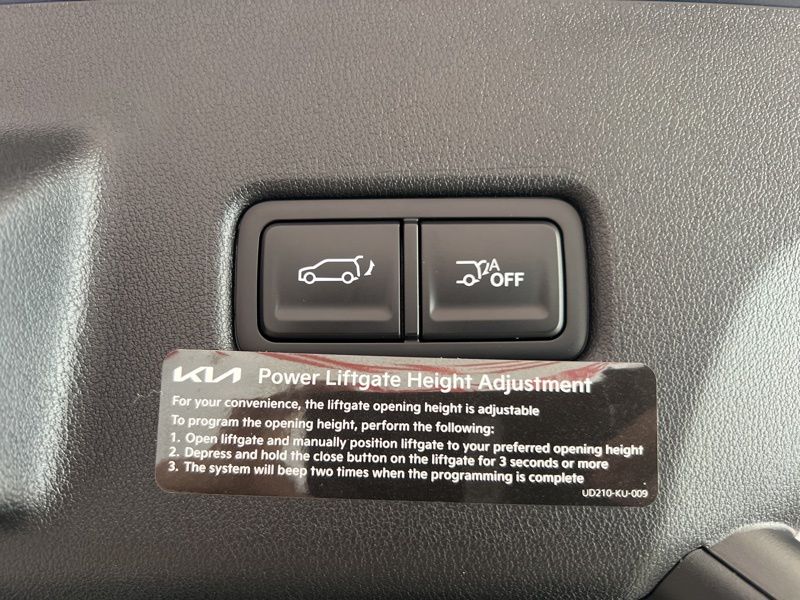 A
OFF
KIA Power Liftgate Height Adjustment
For your convenience, the liftgate opening height is adjustable
To program the opening height, perform the following:
1. Open liftgate and manually position liftgate to your preferred opening height
2. Depress and hold the close button on the liftgate for 3 seconds or more
3. The system will beep two times when the programming is complete
UD210-KU-009